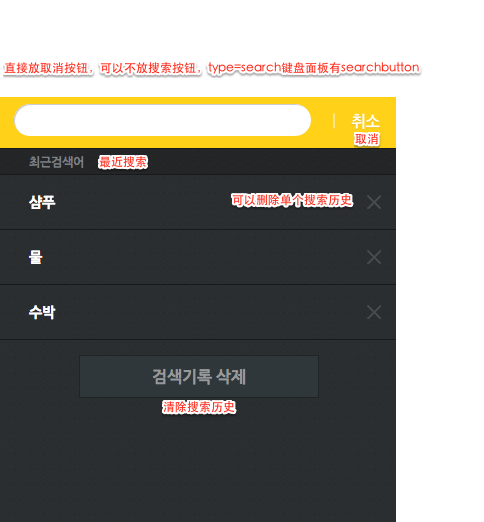 直接放取消按钮，可以不放搜索按钮，type=search键盘面板有searchbutton
취소
取消
최근검색어 最近搜索
샴푸 可以删除单个搜索历史
물
수박
검색기록 삭제
清除搜索历史